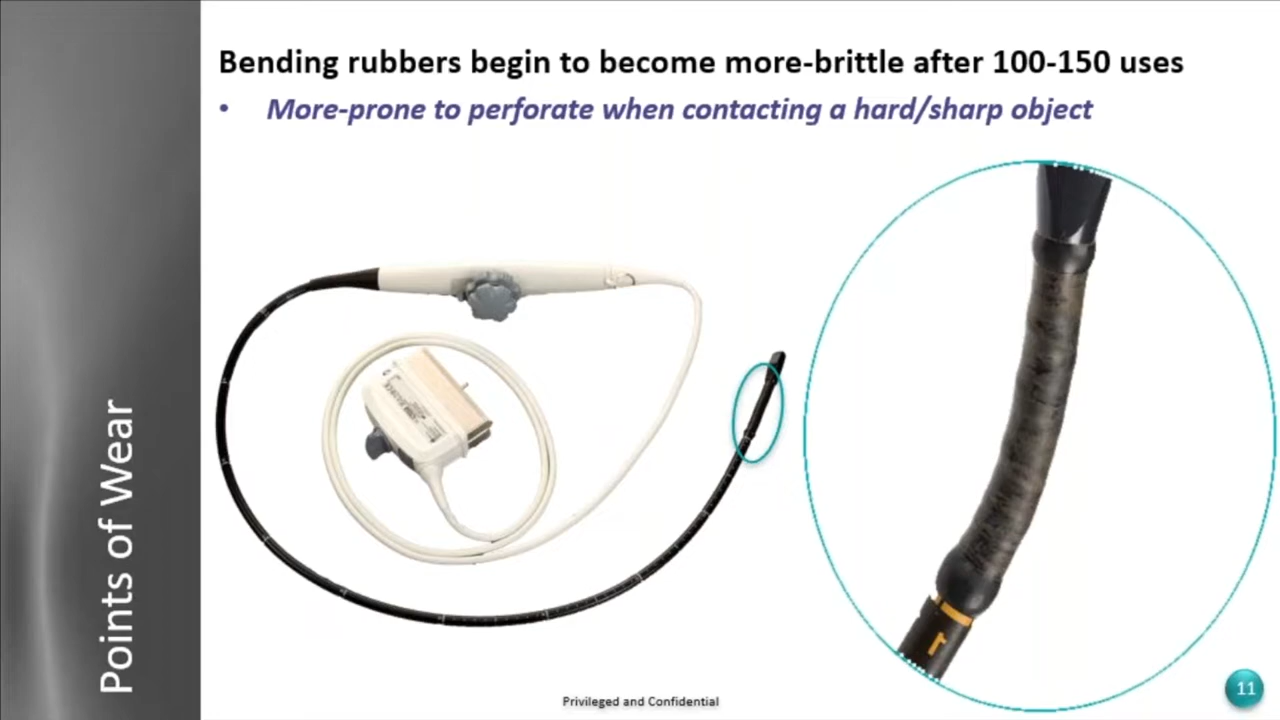 Bending rubbers begin to become more-brittle after 100-150 uses
• More-prone to perforate when contacting a hard/sharp object
Points of Wear
1
Privileged and Confidential
11